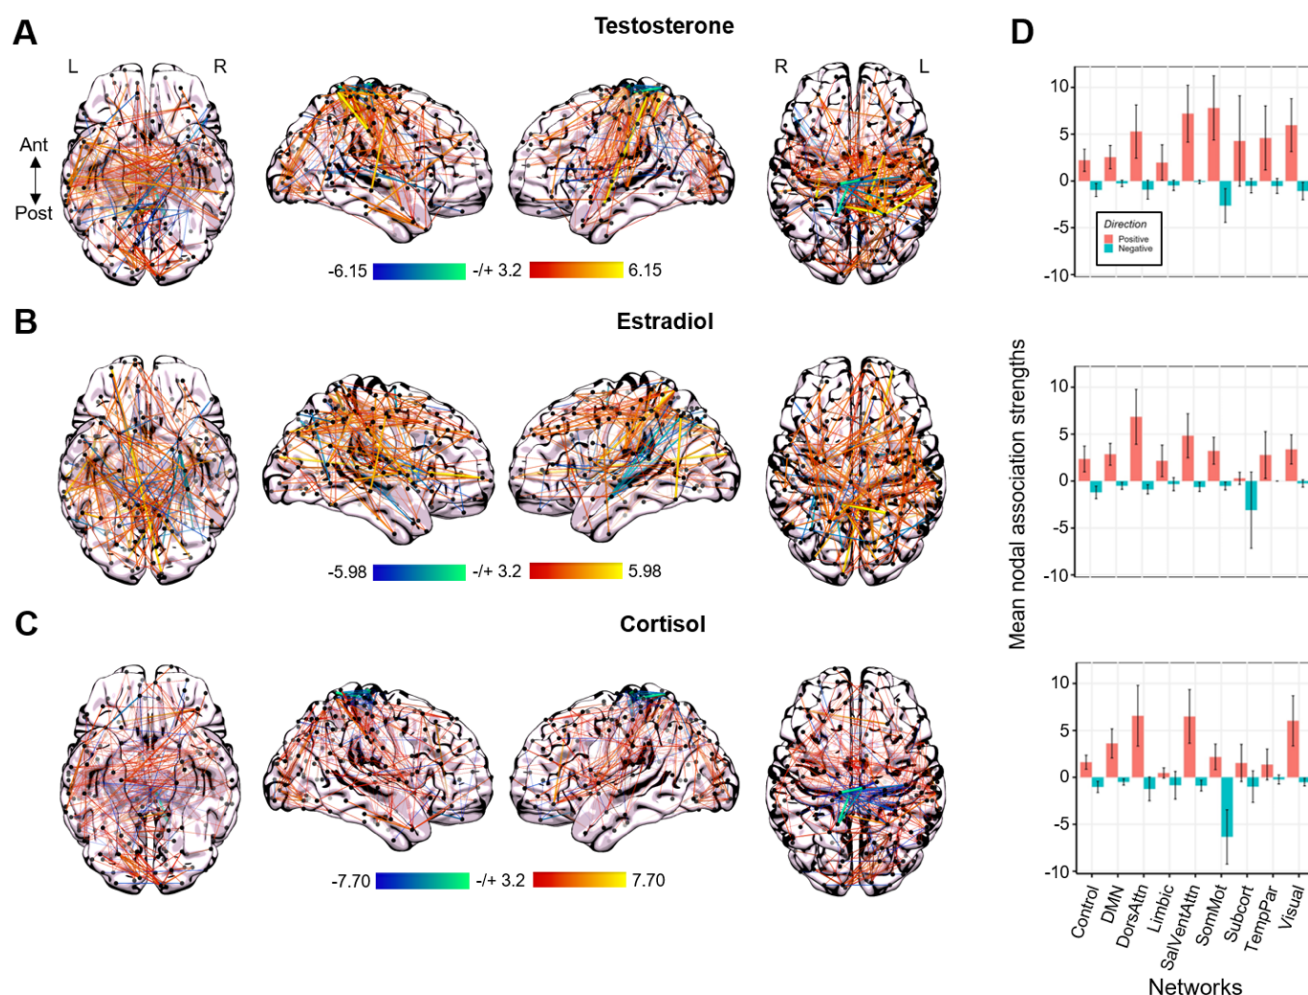 A
Testosterone
D
L
R
R
L
Ant
Post
-6.15
-/+ 3.2
6.15
10
5
0
-5
-10
Direction
Positive
Negative
B
Estradiol
-5.98
-/+ 3.2
5.98
10
5
0
-5
-10
Mean nodal association strengths
C
Cortisol
-7.70
-/+ 3.2
7.70
10
5
0
-5
-10
Control
DMN
DorsAttn
Limbic
SalVentAttn
SomMot
Subcort
TempPar
Visual
Networks